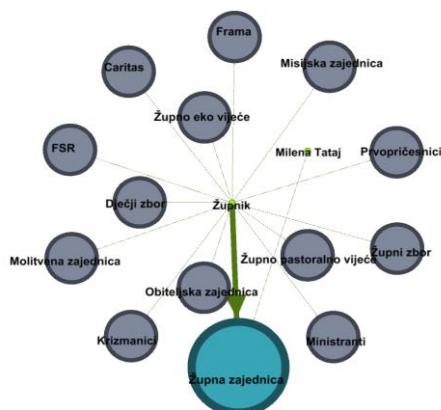 Frama
Caritas
Misijska zajednica
Župno eko vijeće
FSR
Milena Tataj
Prvopričesnici
Dječji zbor
Župnik
Molitvena zajednica
Župno pastoralno vijeće
Župni zbor
Obiteljska zajednica
Krizmanici
Ministranti
Župna zajednica